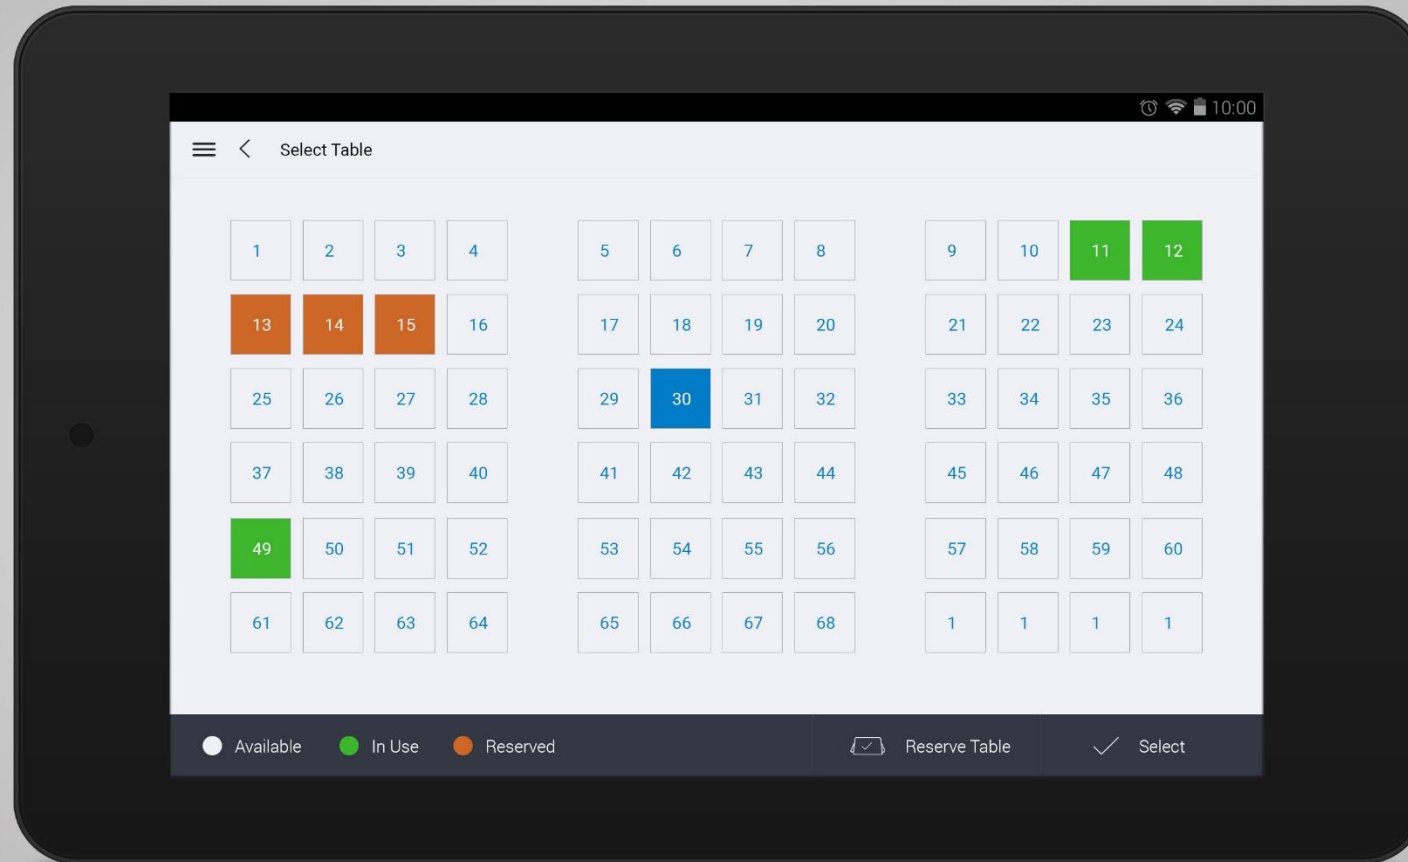 10:00
Select Table
1 2 3 4 5 6 7 8 9 10 11 12
13 14 15 16 17 18 19 20 21 22 23 24
25 26 27 28 29 30 31 32 33 34 35 36
37 38 39 40 41 42 43 44 45 46 47 48
49 50 51 52 53 54 55 56 57 58 59 60
61 62 63 64 65 66 67 68 1 1 1 1
Available In Use Reserved Reserve Table Select